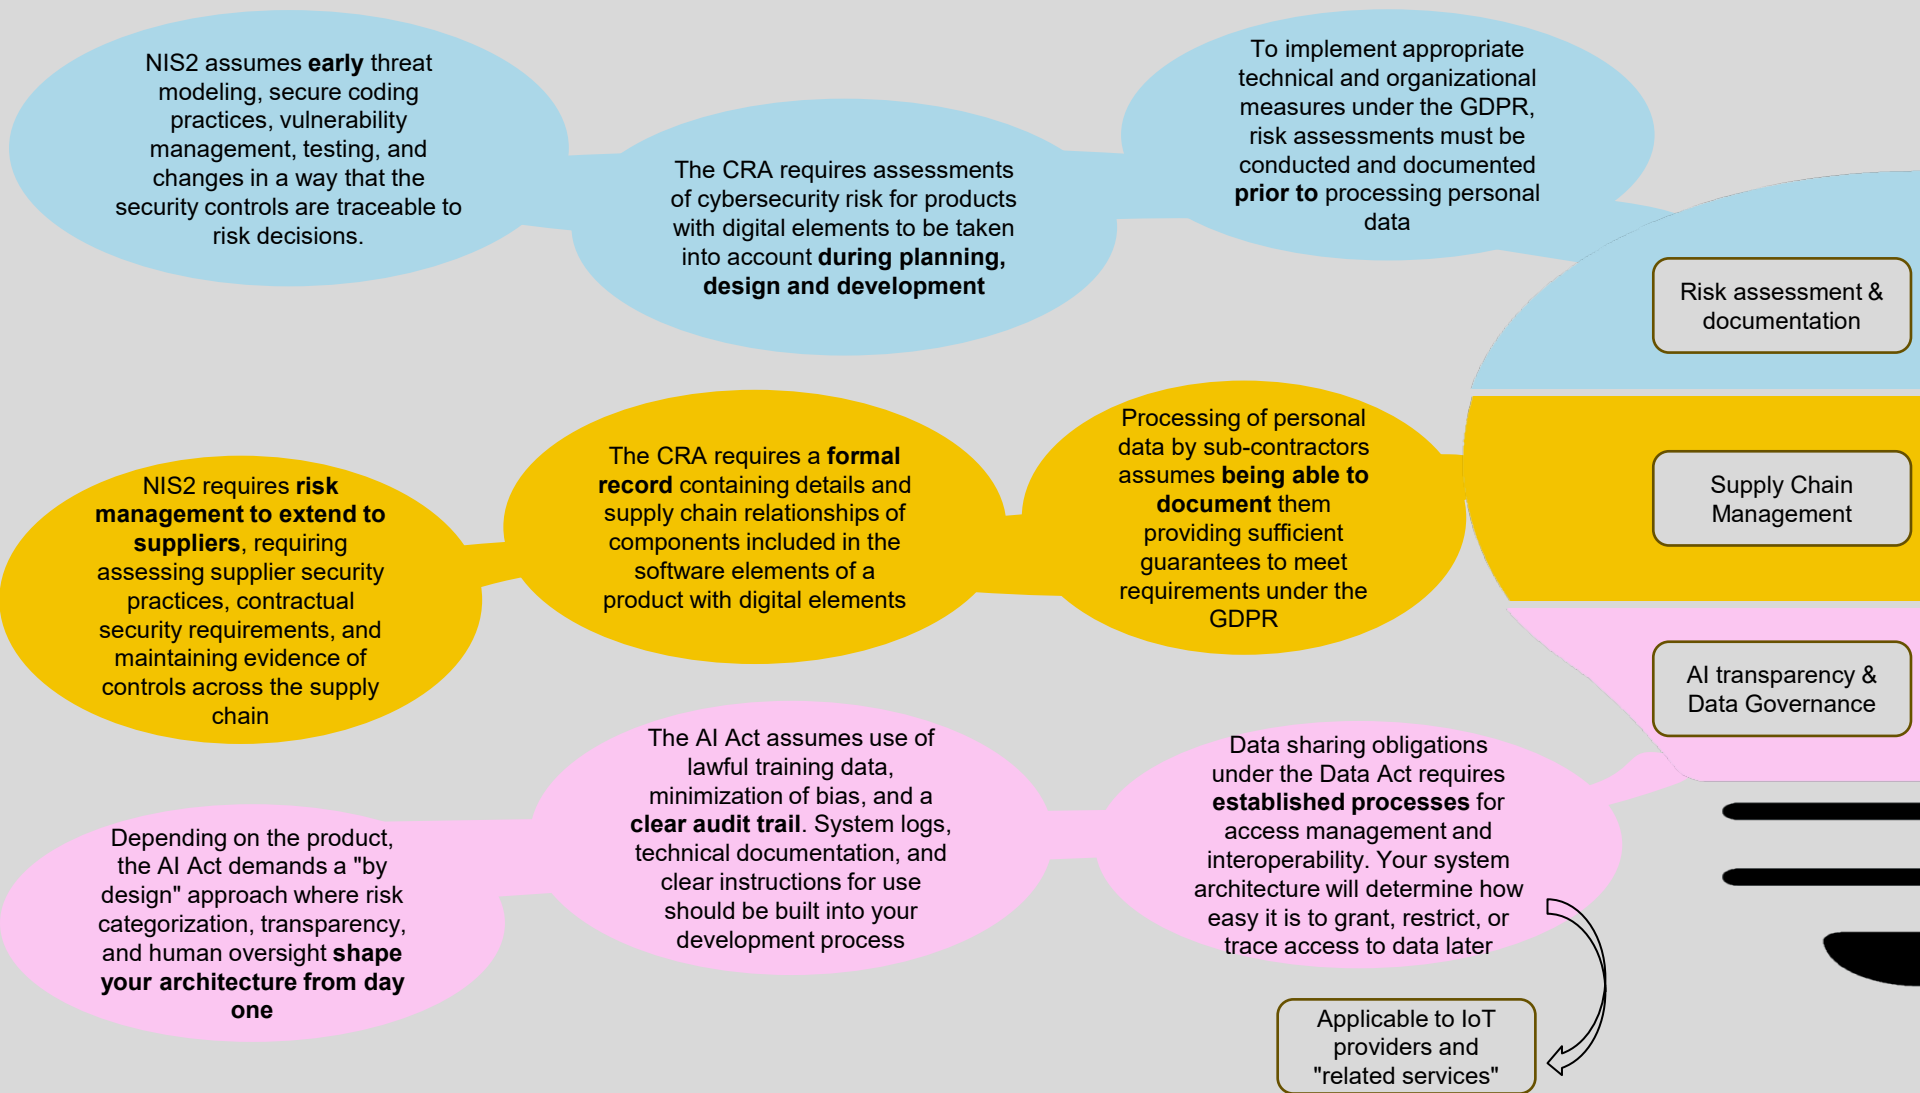 NIS2 assumes early threat
modeling, secure coding
practices, vulnerability
management, testing, and
changes in a way that the
security controls are traceable to
risk decisions.
The CRA requires assessments
of cybersecurity risk for products
with digital elements to be taken
into account during planning,
design and development
To implement appropriate
technical and organizational
measures under the GDPR,
risk assessments must be
conducted and documented
prior to processing personal
data
Risk assessment &
documentation
NIS2 requires risk
management to extend to
suppliers, requiring
assessing supplier security
practices, contractual
security requirements, and
maintaining evidence of
controls across the supply
chain
The CRA requires a formal
record containing details and
supply chain relationships of
components included in the
software elements of a
product with digital elements
Processing of personal
data by sub-contractors
assumes being able to
document them
providing sufficient
guarantees to meet
requirements under the
GDPR
Supply Chain
Management
Depending on the product,
the AI Act demands a "by
design" approach where risk
categorization, transparency,
and human oversight shape
your architecture from day
one
The AI Act assumes use of
lawful training data,
minimization of bias, and a
clear audit trail. System logs,
technical documentation, and
clear instructions for use
should be built into your
development process
Data sharing obligations
under the Data Act requires
established processes for
access management and
interoperability. Your system
architecture will determine how
easy it is to grant, restrict, or
trace access to data later
AI transparency &
Data Governance
Applicable to IoT
providers and
"related services"